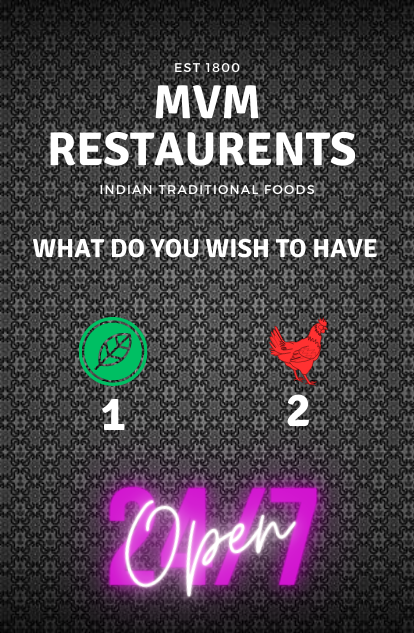 EST 1800
MVM
RESTAURENTS
INDIAN TRADITIONAL FOODS
WHAT DO YOU WISH TO HAVE
1 2
24/7
Open